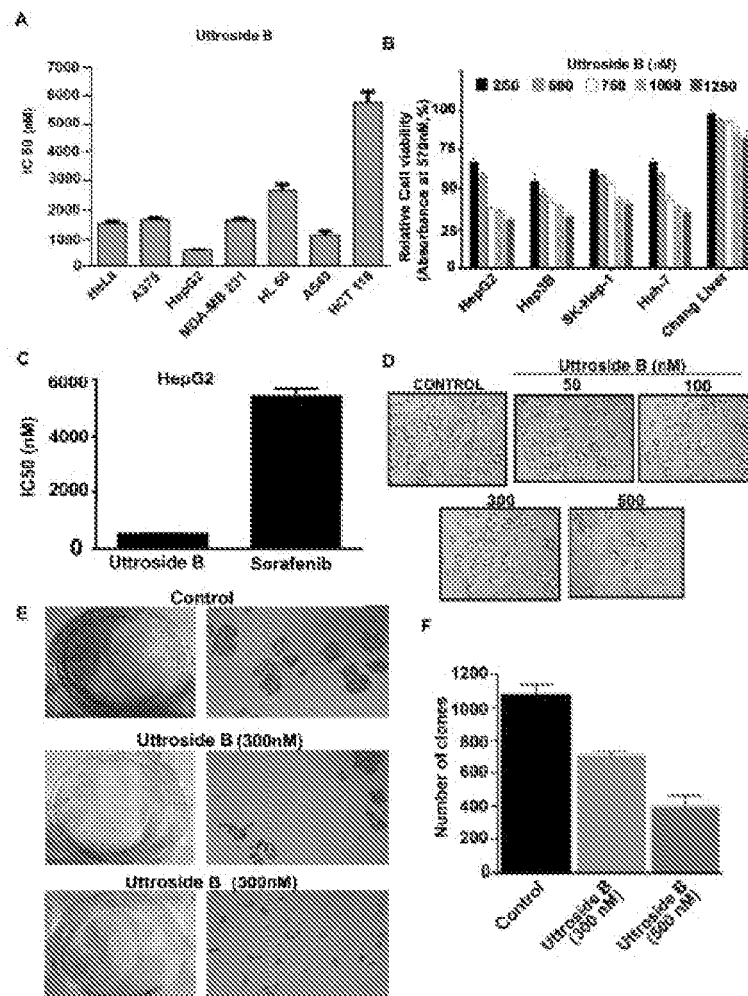 A
Uttroside B
IC 50 (nM)
7000
6000
5000
4000
3000
2000
1000
0
HeLa
A375
HepG2
MDA-MB 231
HL 60
A549
HCT 116
B
Uttroside B (nM)
250 500 750 1000 1250
Relative Cell viability
(Absorbance at 570nM,%)
100
75
50
25
0
HepG2
Hep3B
SK-Hep-1
Huh-7
Chang Liver
C
HepG2
IC50 (nM)
6000
4000
2000
0
Uttroside B
Sorafenib
D
Uttroside B (nM)
CONTROL
50
100
300
500
E
Control
Uttroside B (300nM)
Uttroside B (300nM)
F
Number of clones
1200
1000
800
600
400
200
0
Control
Uttroside B
(300 nM)
Uttroside B
(500 nM)